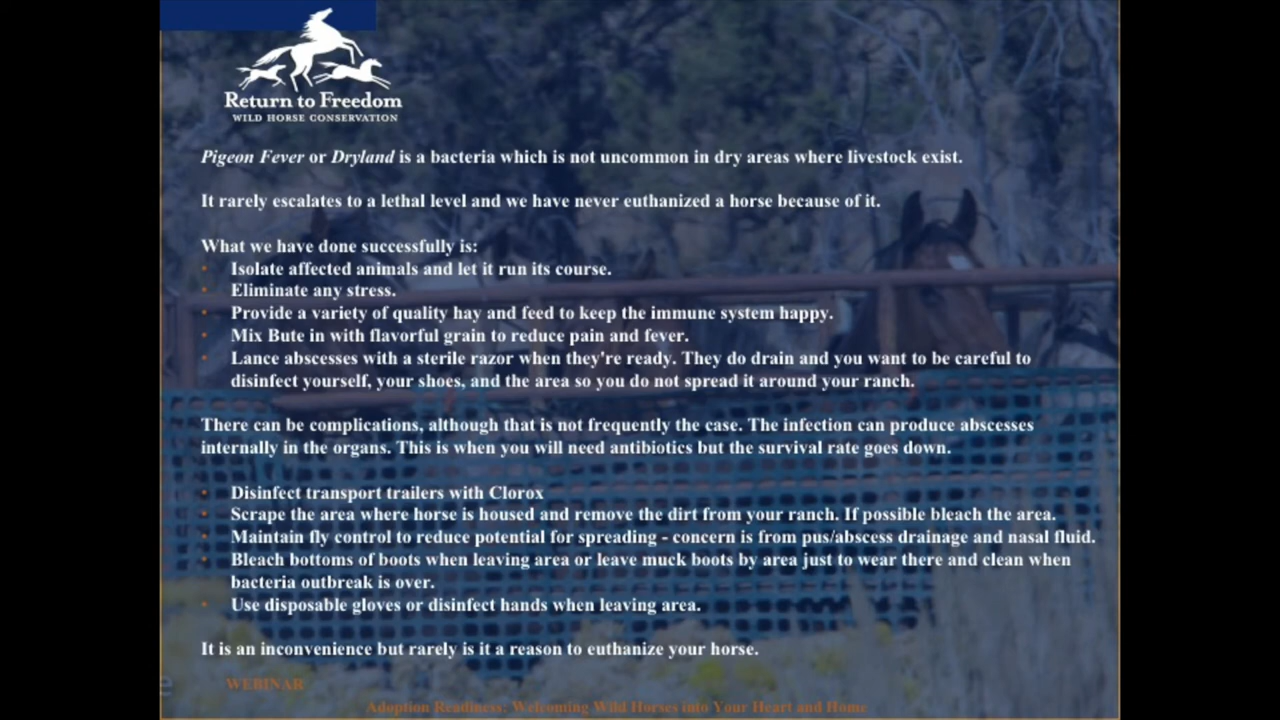 Return to Freedom
WILD HORSE CONSERVATION
Pigeon Fever or Dryland is a bacteria which is not uncommon in dry areas where livestock exist.
It rarely escalates to a lethal level and we have never euthanized a horse because of it.
What we have done successfully is:
• Isolate affected animals and let it run its course.
• Eliminate any stress.
• Provide a variety of quality hay and feed to keep the immune system happy.
• Mix Bute in with flavorful grain to reduce pain and fever.
• Lance abscesses with a sterile razor when they're ready. They do drain and you want to be careful to
disinfect yourself, your shoes, and the area so you do not spread it around your ranch.
There can be complications, although that is not frequently the case. The infection can produce abscesses
internally in the organs. This is when you will need antibiotics but the survival rate goes down.
• Disinfect transport trailers with Clorox
• Scrape the area where horse is housed and remove the dirt from your ranch. If possible bleach the area.
• Maintain fly control to reduce potential for spreading - concern is from pus/abscess drainage and nasal fluid.
• Bleach bottoms of boots when leaving area or leave muck boots by area just to wear there and clean when
bacteria outbreak is over.
• Use disposable gloves or disinfect hands when leaving area.
It is an inconvenience but rarely is it a reason to euthanize your horse.
WEBINAR
Adoption Readiness: Welcoming Wild Horses into Your Heart and Home